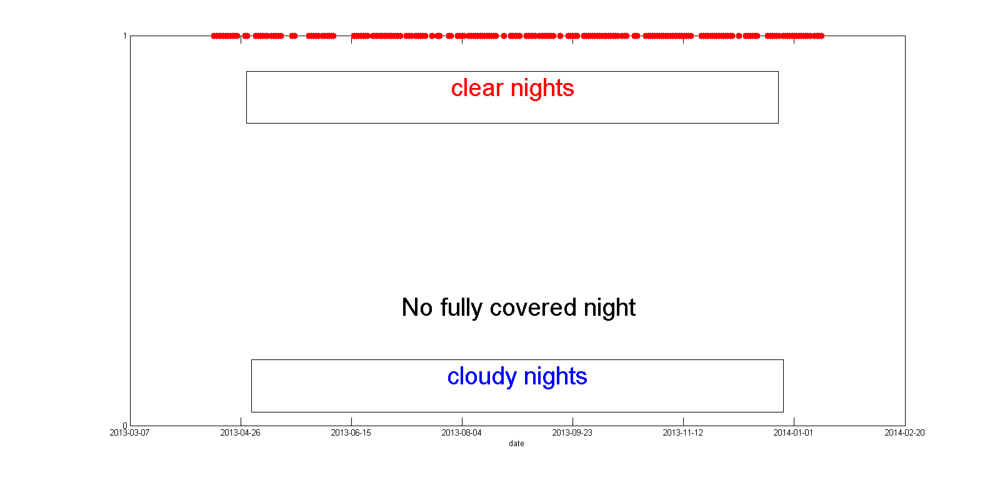 1
clear nights
No fully covered night
cloudy nights
0
2013-03-07 2013-04-26 2013-06-15 2013-08-04 2013-09-23 2013-11-12 2014-01-01 2014-02-20
date